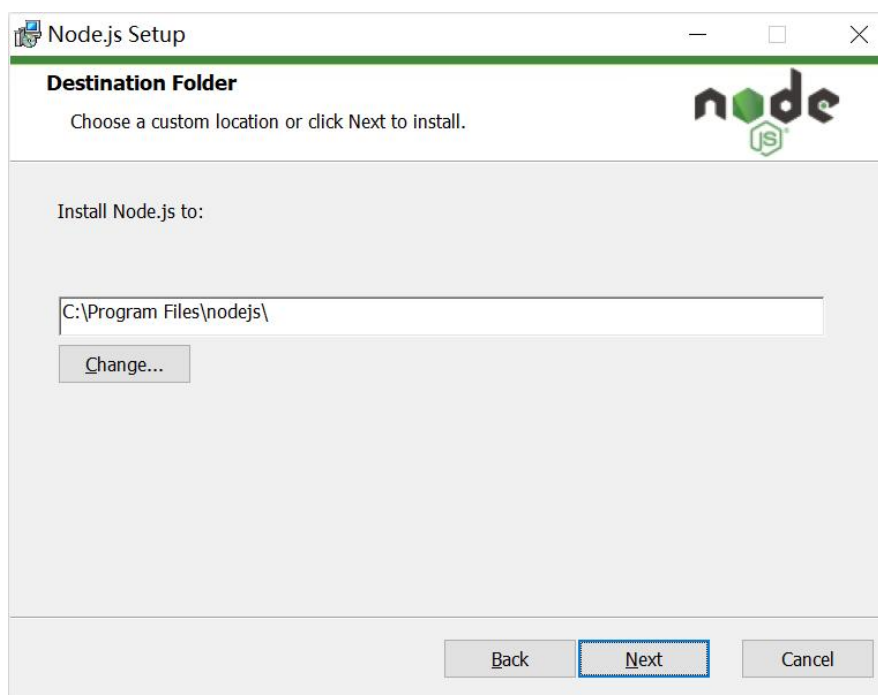 Node.js Setup
Destination Folder
Choose a custom location or click Next to install.
node
JS
Install Node.js to:
C:\Program Files\nodejs\
Change...
Back
Next
Cancel